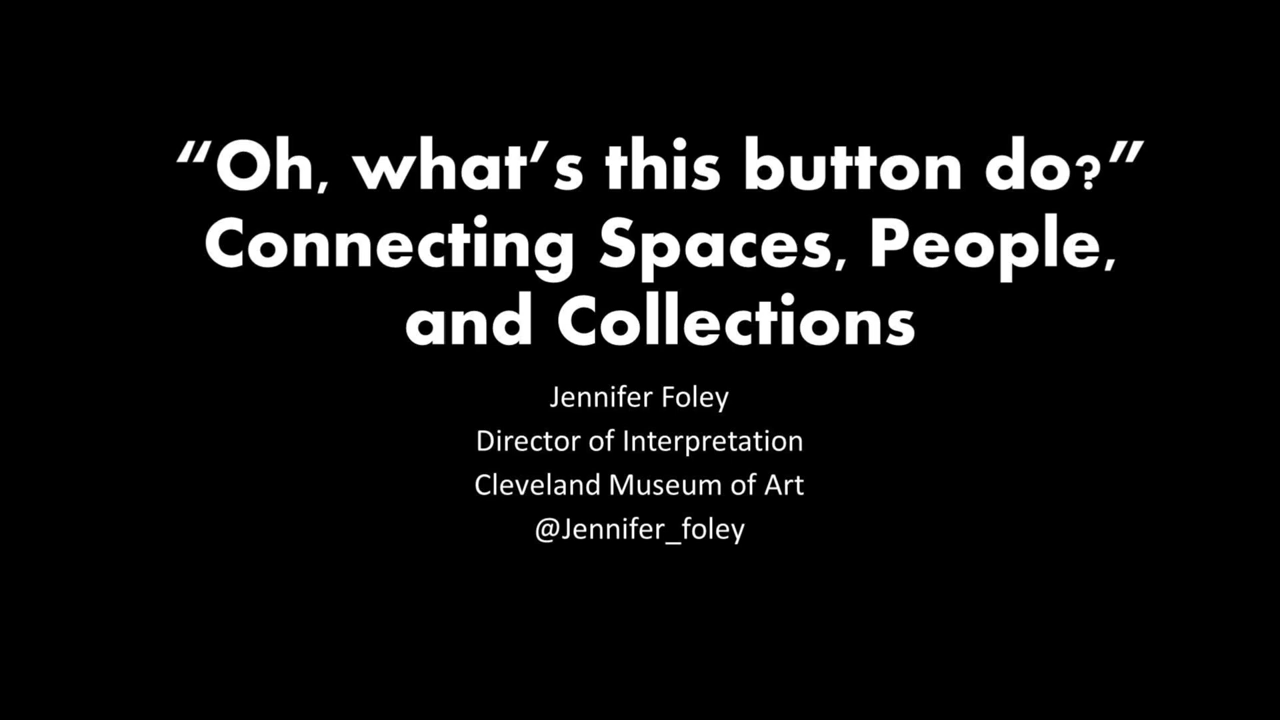 “Oh, what’s this button do?”
Connecting Spaces, People,
and Collections
Jennifer Foley
Director of Interpretation
Cleveland Museum of Art
@Jennifer_foley